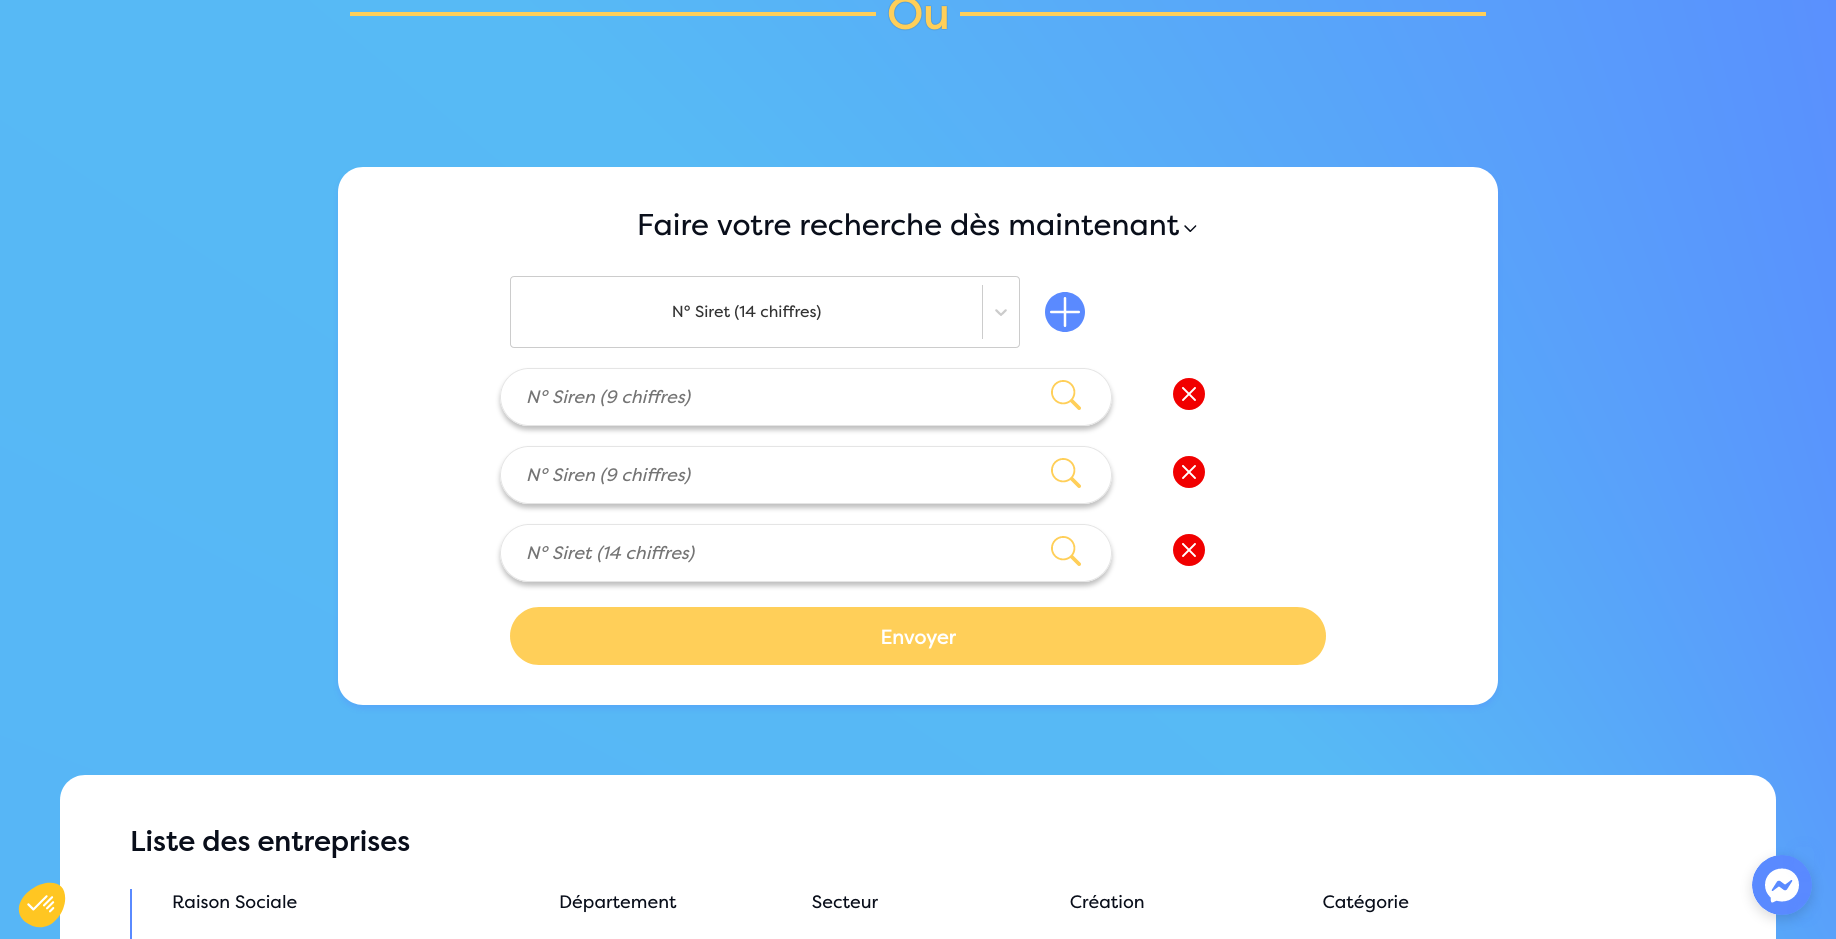 Ou
Faire votre recherche dès maintenant
N° Siret (14 chiffres)
N° Siren (9 chiffres)
N° Siren (9 chiffres)
N° Siret (14 chiffres)
Envoyer
Liste des entreprises
Raison Sociale Département Secteur Création Catégorie